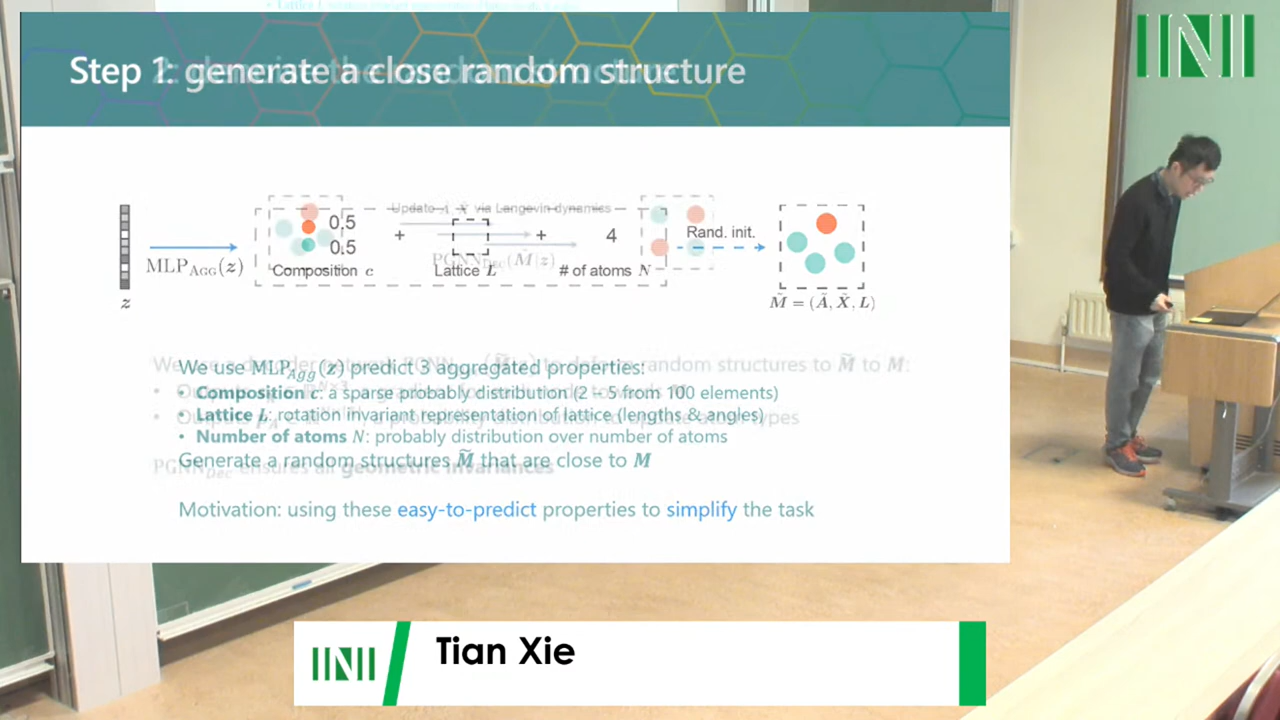 INI
Step 1: generate a close random structure
Update A, X via Langevin dynamics
0.5
0.5
+
+
4
Rand. init.
MLP_AGG(z)
Composition c
Lattice L
# of atoms N
z
M̃ = (Ã, X̃, L)
We use MLP_Agg(z) predict 3 aggregated properties:
• Composition c: a sparse probably distribution (2 – 5 from 100 elements)
• Lattice L: rotation invariant representation of lattice (lengths & angles)
• Number of atoms N: probably distribution over number of atoms
Generate a random structures M̃ that are close to M
geometric invariances
Motivation: using these easy-to-predict properties to simplify the task
INI
Tian Xie